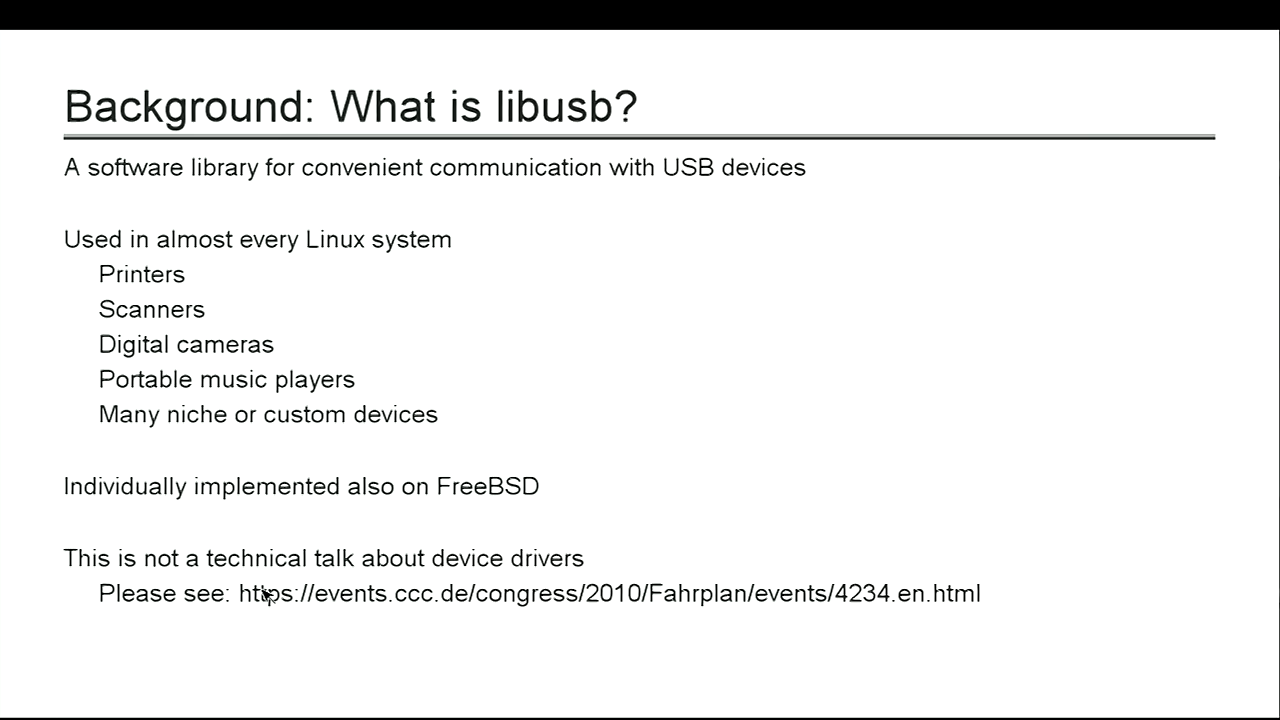 Background: What is libusb?
A software library for convenient communication with USB devices
Used in almost every Linux system
Printers
Scanners
Digital cameras
Portable music players
Many niche or custom devices
Individually implemented also on FreeBSD
This is not a technical talk about device drivers
Please see: https://events.ccc.de/congress/2010/Fahrplan/events/4234.en.html